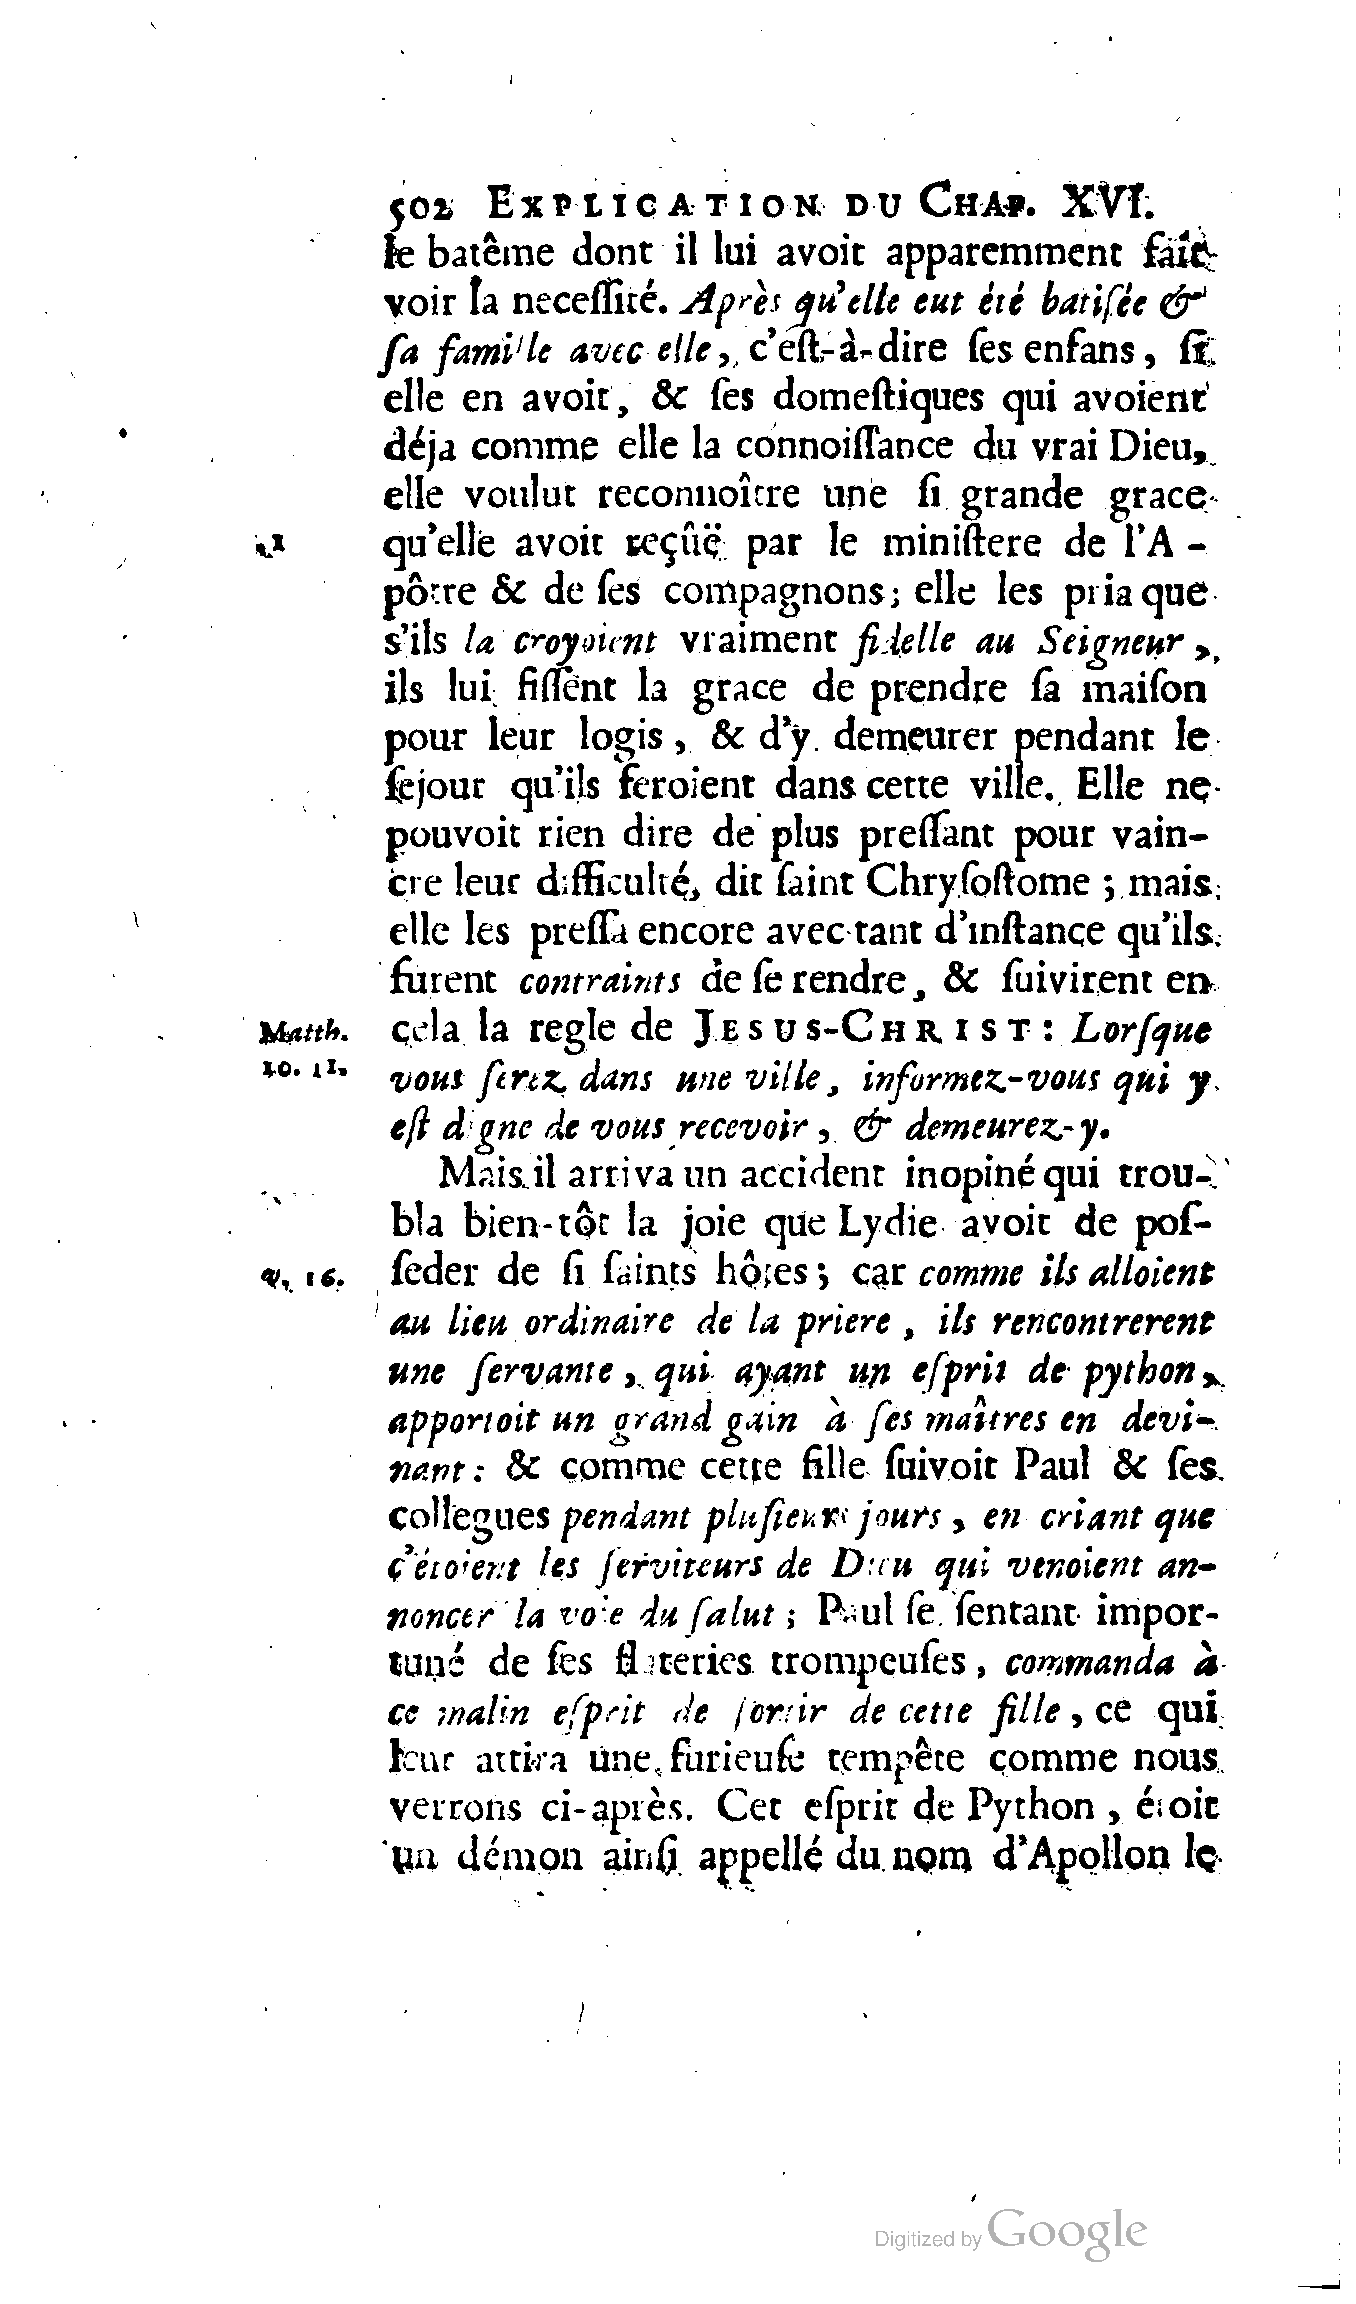 502 EXPLICATION DU CHAP. XVI.
le batême dont il lui avoit apparemment fait
voir la neceſſité. Après qu'elle eut été batiſée &
ſa famille avec elle, c'eſt-à-dire ſes enfans, ſi
elle en avoit, & ſes domeſtiques qui avoient
déja comme elle la connoiſſance du vrai Dieu,
elle voulut reconnoître une ſi grande grace
qu'elle avoit reçûë par le miniſtere de l'A-
pôtre & de ſes compagnons; elle les pria que
s'ils la croyoient vraiment fidelle au Seigneur,
ils lui fiſſent la grace de prendre ſa maiſon
pour leur logis, & d'y demeurer pendant le
ſejour qu'ils feroient dans cette ville. Elle ne
pouvoit rien dire de plus preſſant pour vain-
cre leur difficulté, dit ſaint Chryſoſtome; mais
elle les preſſa encore avec tant d'inſtance qu'ils
furent contraints de ſe rendre, & ſuivirent en
Matth. 10. 11.
cela la regle de JESUS-CHRIST: Lorſque
vous ſerez dans une ville, informez-vous qui y
eſt digne de vous recevoir, & demeurez-y.
Mais il arriva un accident inopiné qui trou-
bla bien-tôt la joie que Lydie avoit de poſ-
v. 16.
ſeder de ſi ſaints hôtes; car comme ils alloient
au lieu ordinaire de la priere, ils rencontrerent
une ſervante, qui ayant un eſprit de python,
apportoit un grand gain à ſes maîtres en devi-
nant: & comme cette fille ſuivoit Paul & ſes
collegues pendant pluſieurs jours, en criant que
c'étoient les ſerviteurs de Dieu qui venoient an-
noncer la voie du ſalut; Paul ſe ſentant impor-
tuné de ſes flateries trompeuſes, commanda à
ce malin eſprit de ſortir de cette fille, ce qui
leur attira une furieuſe tempête comme nous
verrons ci-après. Cet eſprit de Python, étoit
un démon ainſi appellé du nom d'Apollon le
Digitized by Google